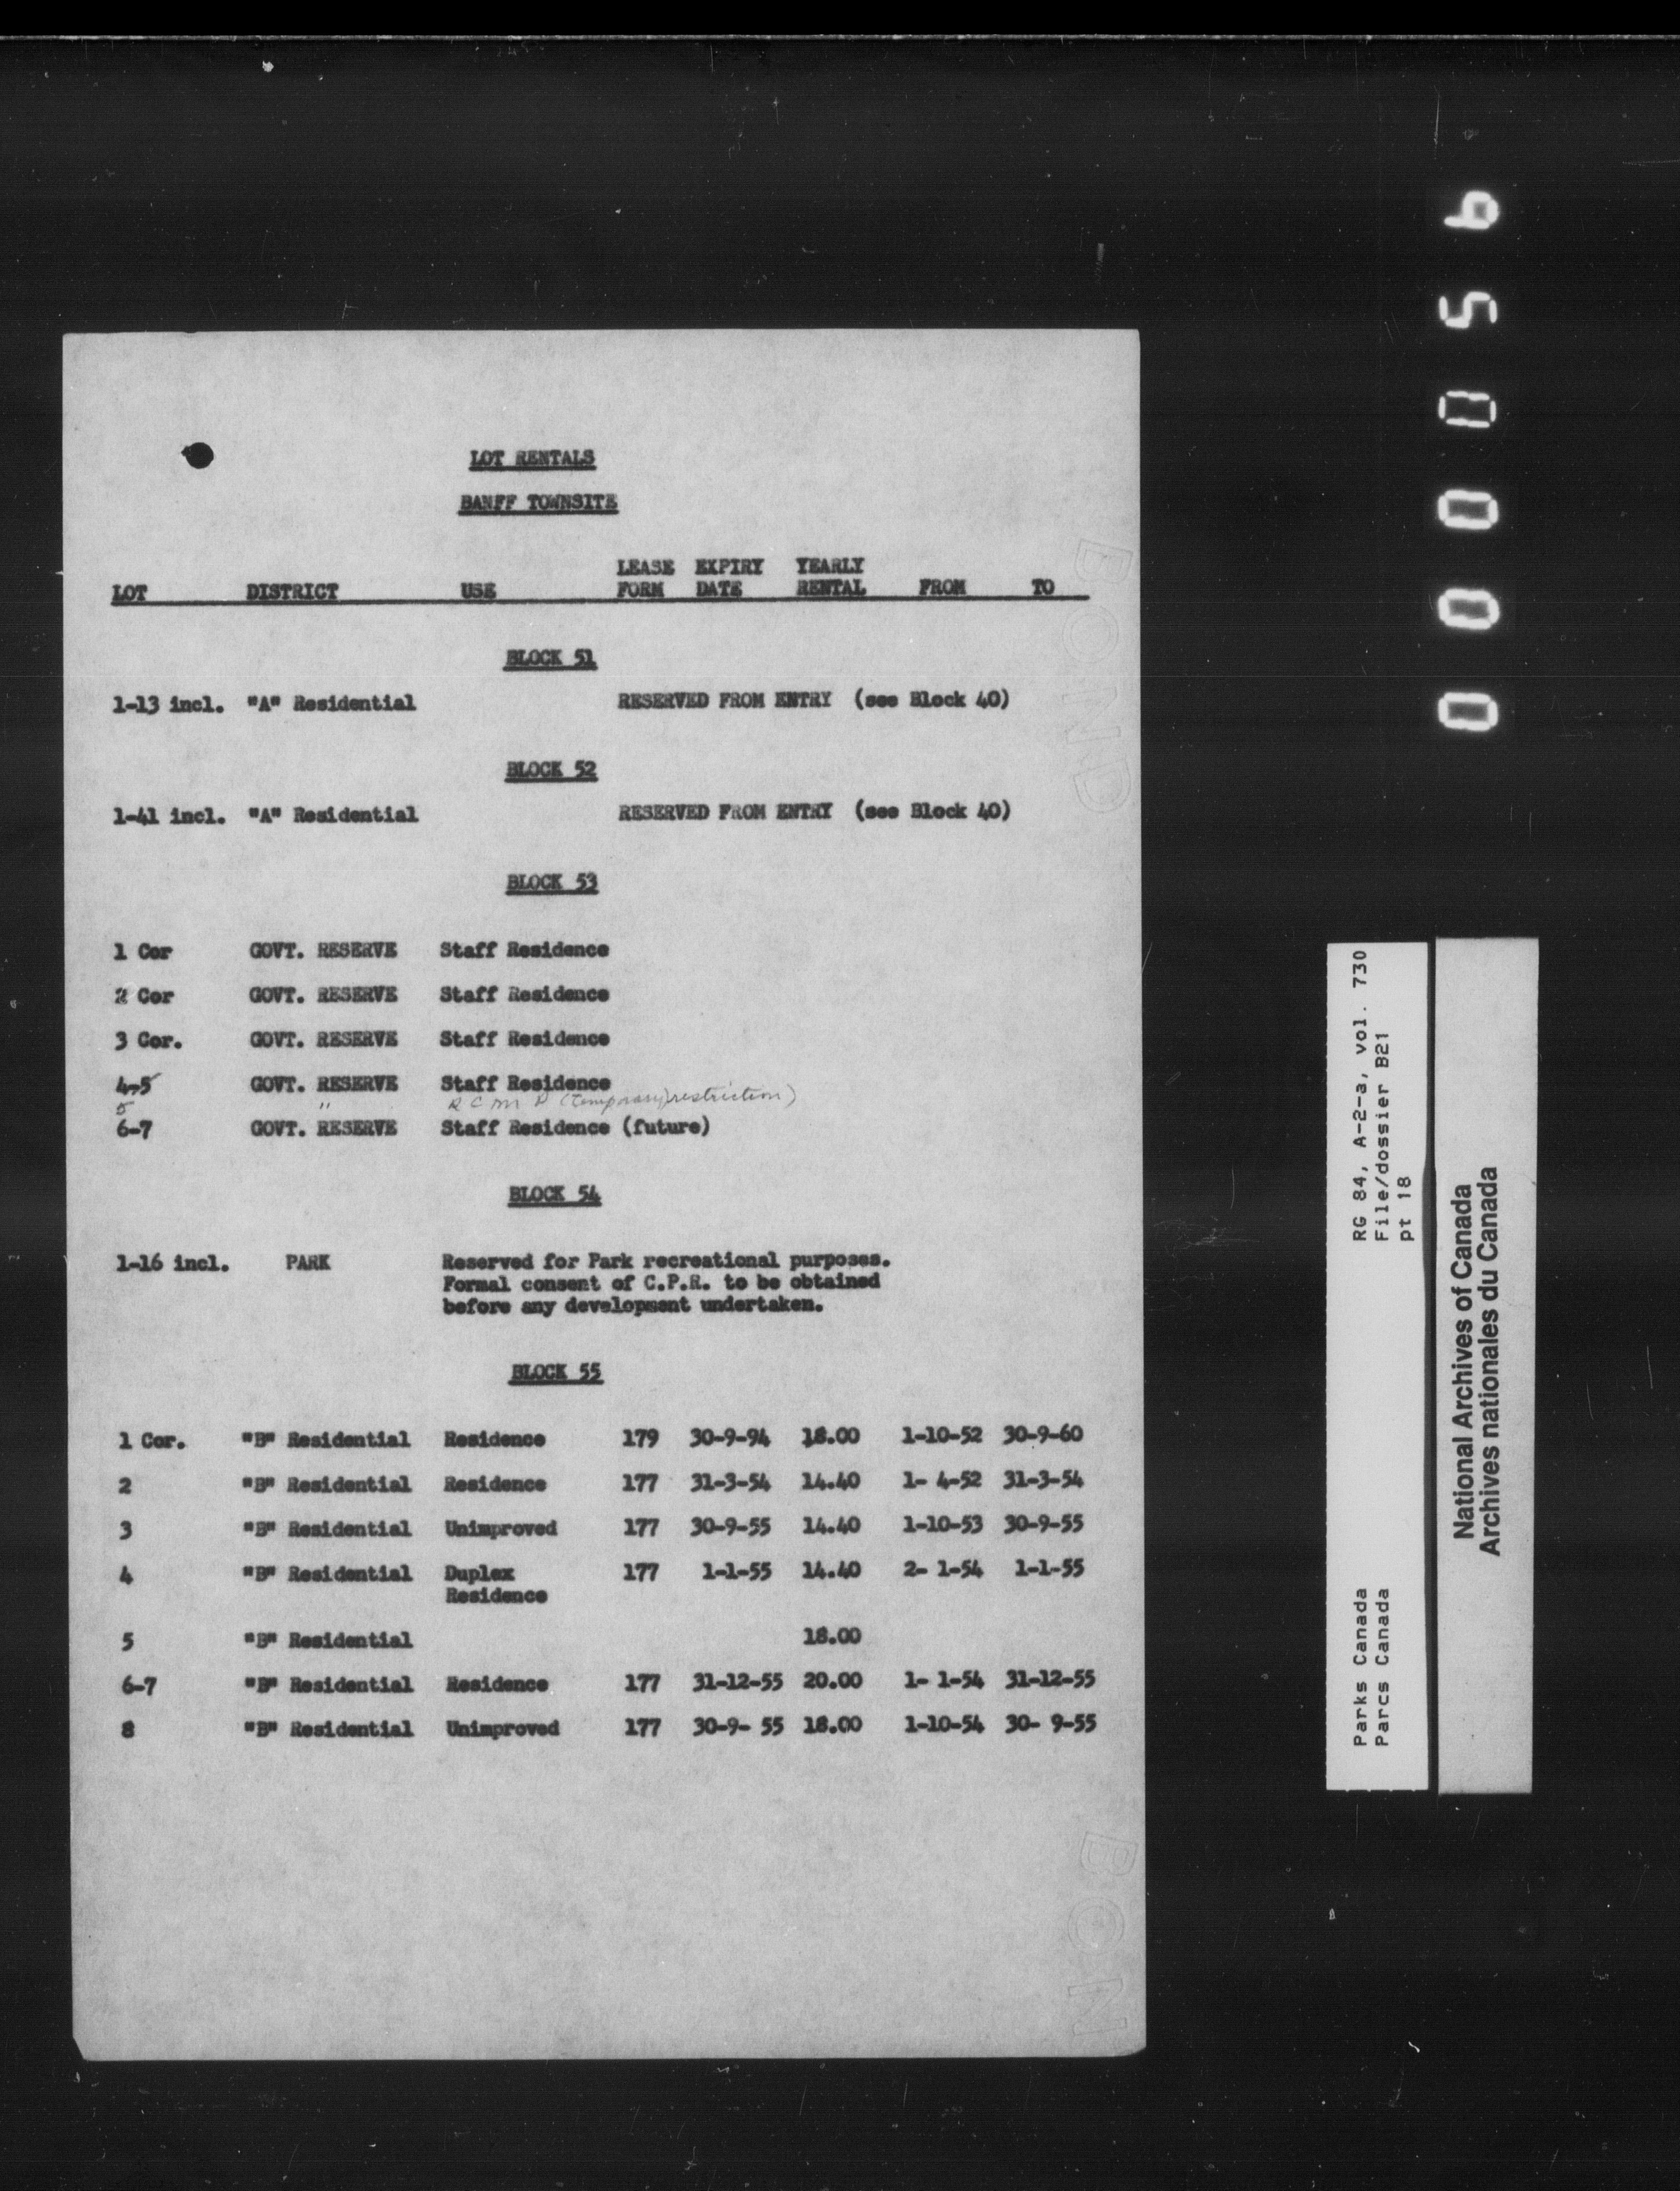 LOT RENTALS
BANFF TOWNSITE
LOT DISTRICT USE LEASE FORM EXPIRY DATE YEARLY RENTAL FROM TO
BLOCK 51
1-13 incl. "A" Residential RESERVED FROM ENTRY (see Block 40)
BLOCK 52
1-41 incl. "A" Residential RESERVED FROM ENTRY (see Block 40)
BLOCK 53
1 Cor GOVT. RESERVE Staff Residence
2 Cor GOVT. RESERVE Staff Residence
3 Cor. GOVT. RESERVE Staff Residence
4-5 GOVT. RESERVE Staff Residence
5 " R C M P (temporary restriction)
6-7 GOVT. RESERVE Staff Residence (future)
BLOCK 54
1-16 incl. PARK Reserved for Park recreational purposes.
Formal consent of C.P.R. to be obtained
before any development undertaken.
BLOCK 55
1 Cor. "B" Residential Residence 179 30-9-94 18.00 1-10-52 30-9-60
2 "B" Residential Residence 177 31-3-54 14.40 1- 4-52 31-3-54
3 "B" Residential Unimproved 177 30-9-55 14.40 1-10-53 30-9-55
4 "B" Residential Duplex 177 1-1-55 14.40 2- 1-54 1-1-55
Residence
5 "B" Residential 18.00
6-7 "B" Residential Residence 177 31-12-55 20.00 1- 1-54 31-12-55
8 "B" Residential Unimproved 177 30-9- 55 18.00 1-10-54 30- 9-55
BOND
BON
000056
Parks Canada RG 84, A-2-a, vol. 730
Parcs Canada File/dossier B21
pt 18
National Archives of Canada
Archives nationales du Canada